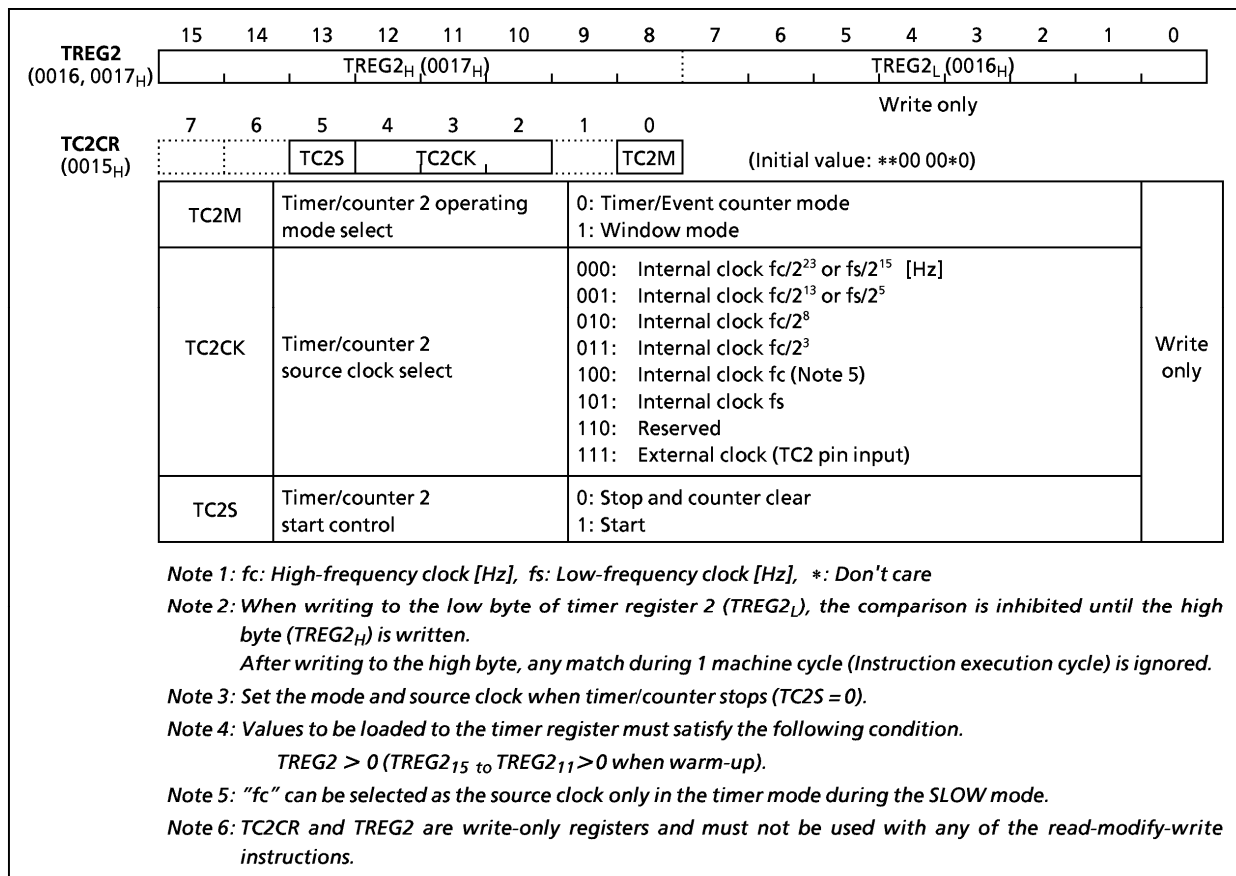 15 14 13 12 11 10 9 8 7 6 5 4 3 2 1 0
TREG2
(0016, 0017H)
TREG2H (0017H) TREG2L (0016H)
Write only
7 6 5 4 3 2 1 0
TC2CR
(0015H)
TC2S TC2CK TC2M (Initial value: **00 00*0)
TC2M
Timer/counter 2 operating
mode select
0: Timer/Event counter mode
1: Window mode
TC2CK
Timer/counter 2
source clock select
000: Internal clock fc/2²³ or fs/2¹⁵ [Hz]
001: Internal clock fc/2¹³ or fs/2⁵
010: Internal clock fc/2⁸
011: Internal clock fc/2³
100: Internal clock fc (Note 5)
101: Internal clock fs
110: Reserved
111: External clock (TC2 pin input)
Write
only
TC2S
Timer/counter 2
start control
0: Stop and counter clear
1: Start
Note 1: fc: High-frequency clock [Hz], fs: Low-frequency clock [Hz], *: Don't care
Note 2: When writing to the low byte of timer register 2 (TREG2L), the comparison is inhibited until the high
byte (TREG2H) is written.
After writing to the high byte, any match during 1 machine cycle (Instruction execution cycle) is ignored.
Note 3: Set the mode and source clock when timer/counter stops (TC2S = 0).
Note 4: Values to be loaded to the timer register must satisfy the following condition.
TREG2 > 0 (TREG215 to TREG211>0 when warm-up).
Note 5: "fc" can be selected as the source clock only in the timer mode during the SLOW mode.
Note 6: TC2CR and TREG2 are write-only registers and must not be used with any of the read-modify-write
instructions.